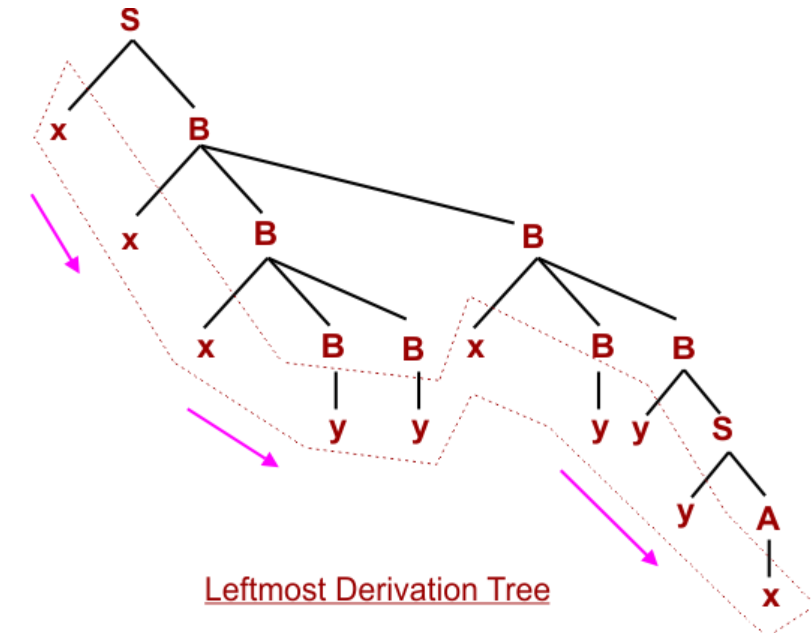 S
x B
x B B
x B B x B B
y y y y S
y A
x
Leftmost Derivation Tree